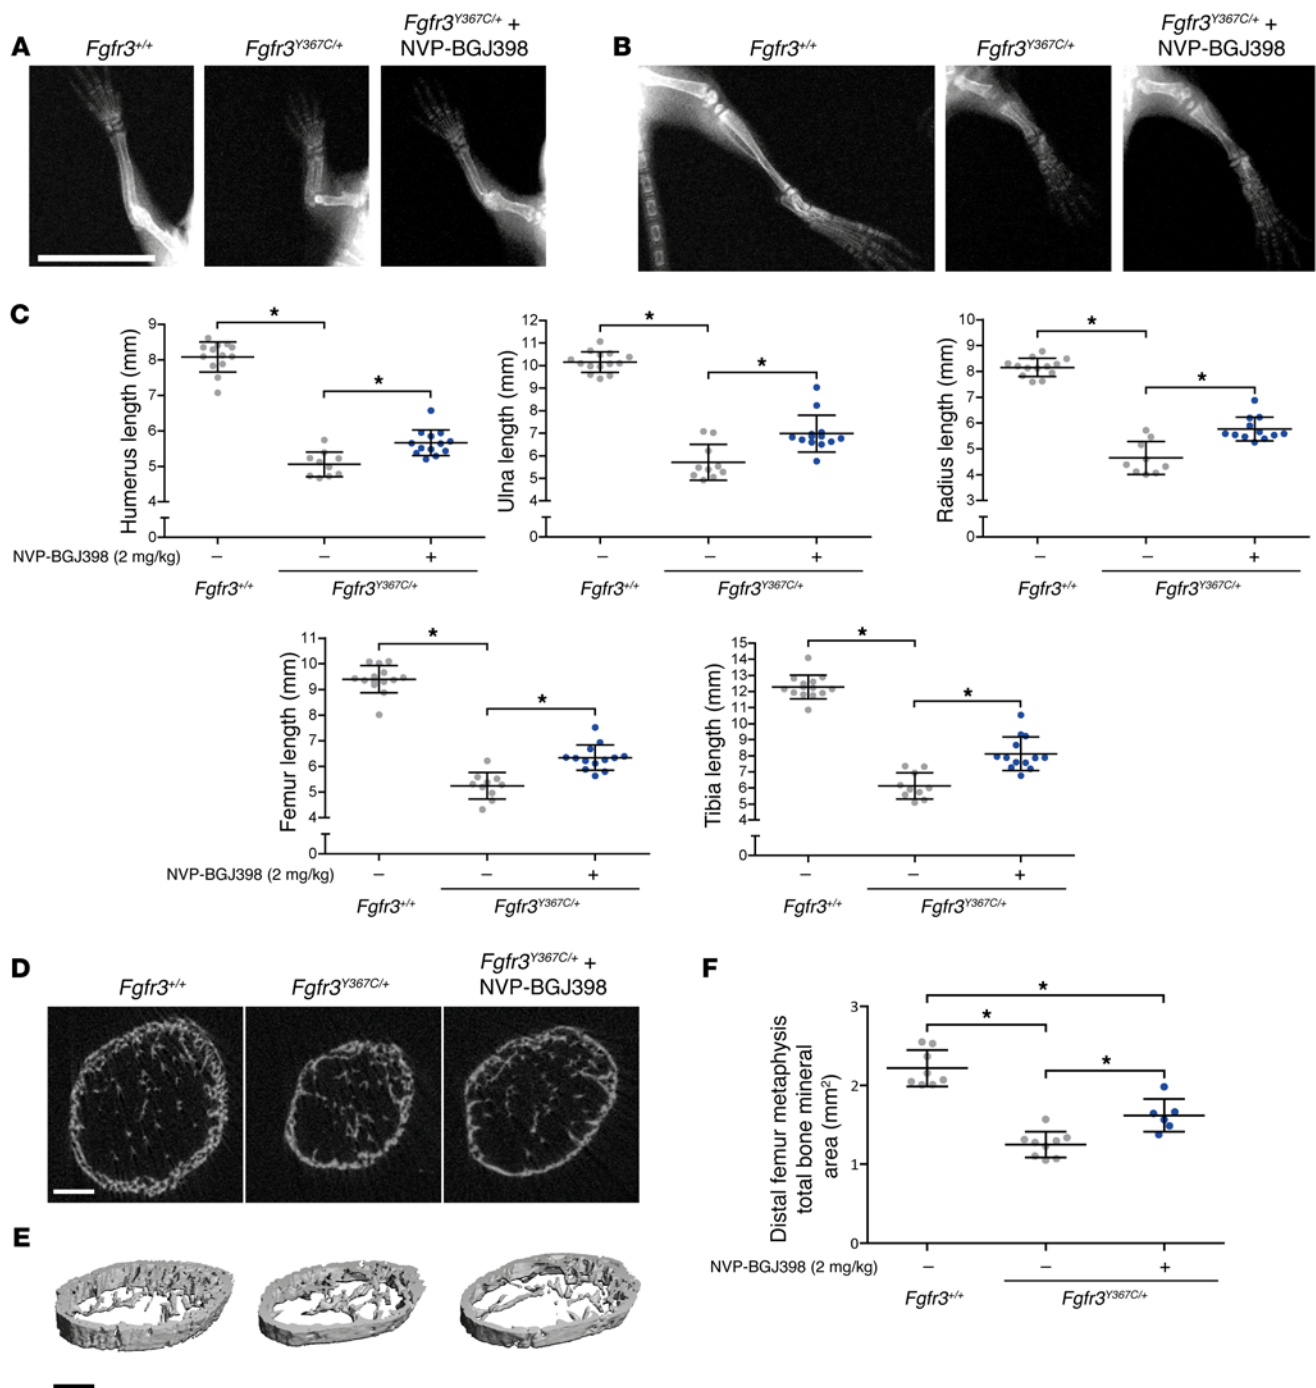 A
Fgfr3+/+
Fgfr3Y367C/+
Fgfr3Y367C/+ +
NVP-BGJ398
B
Fgfr3+/+
Fgfr3Y367C/+
Fgfr3Y367C/+ +
NVP-BGJ398
C
Humerus length (mm)
9
8
7
6
5
4
0
*
*
NVP-BGJ398 (2 mg/kg)
– – +
Fgfr3+/+
Fgfr3Y367C/+
Ulna length (mm)
12
11
10
9
8
7
6
5
4
0
*
*
– – +
Fgfr3+/+
Fgfr3Y367C/+
Radius length (mm)
10
9
8
7
6
5
4
3
0
*
*
– – +
Fgfr3+/+
Fgfr3Y367C/+
Femur length (mm)
11
10
9
8
7
6
5
4
0
*
*
NVP-BGJ398 (2 mg/kg)
– – +
Fgfr3+/+
Fgfr3Y367C/+
Tibia length (mm)
15
14
13
12
11
10
9
8
7
6
5
4
0
*
*
– – +
Fgfr3+/+
Fgfr3Y367C/+
D
Fgfr3+/+
Fgfr3Y367C/+
Fgfr3Y367C/+ +
NVP-BGJ398
E
F
Distal femur metaphysis
total bone mineral
area (mm²)
3
2
1
0
*
*
*
NVP-BGJ398 (2 mg/kg)
– – +
Fgfr3+/+
Fgfr3Y367C/+